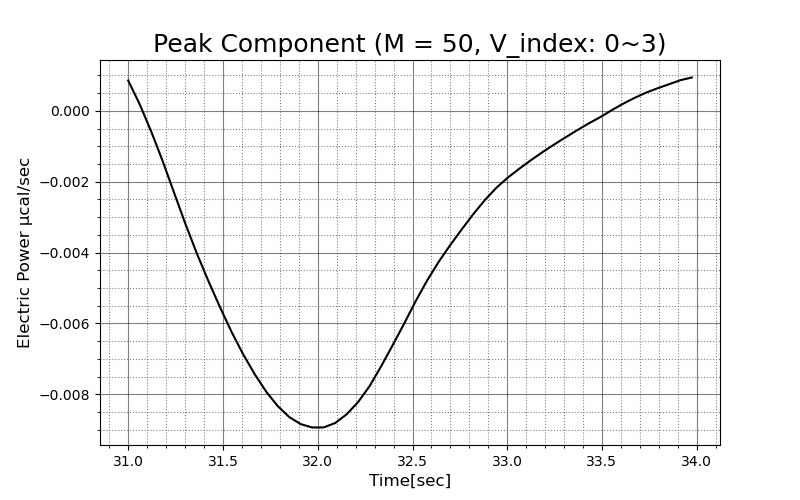 Peak Component (M = 50, V_index: 0~3)
Electric Power μcal/sec
0.000
−0.002
−0.004
−0.006
−0.008
31.0 31.5 32.0 32.5 33.0 33.5 34.0
Time[sec]